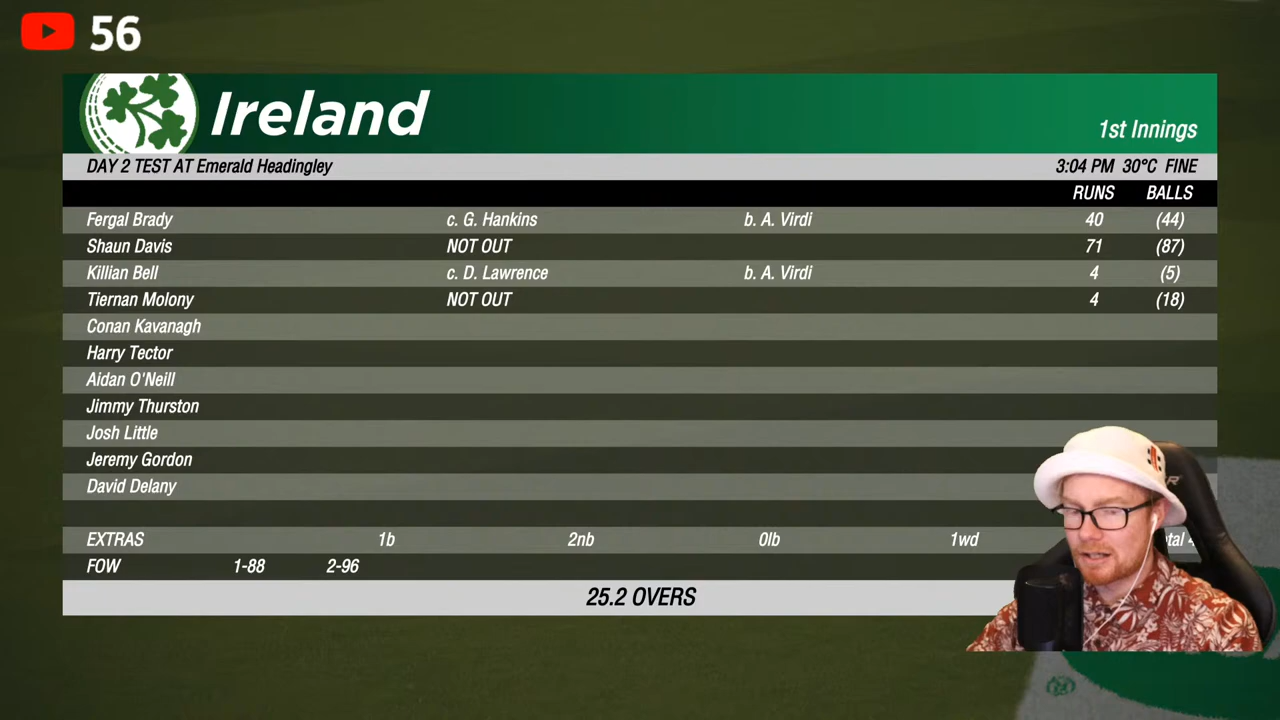 56
Ireland
1st Innings
DAY 2 TEST AT Emerald Headingley 3:04 PM 30°C FINE
RUNS BALLS
Fergal Brady c. G. Hankins b. A. Virdi 40 (44)
Shaun Davis NOT OUT 71 (87)
Killian Bell c. D. Lawrence b. A. Virdi 4 (5)
Tiernan Molony NOT OUT 4 (18)
Conan Kavanagh
Harry Tector
Aidan O'Neill
Jimmy Thurston
Josh Little
Jeremy Gordon
David Delany
EXTRAS 1b 2nb 0lb 1wd
FOW 1-88 2-96
25.2 OVERS